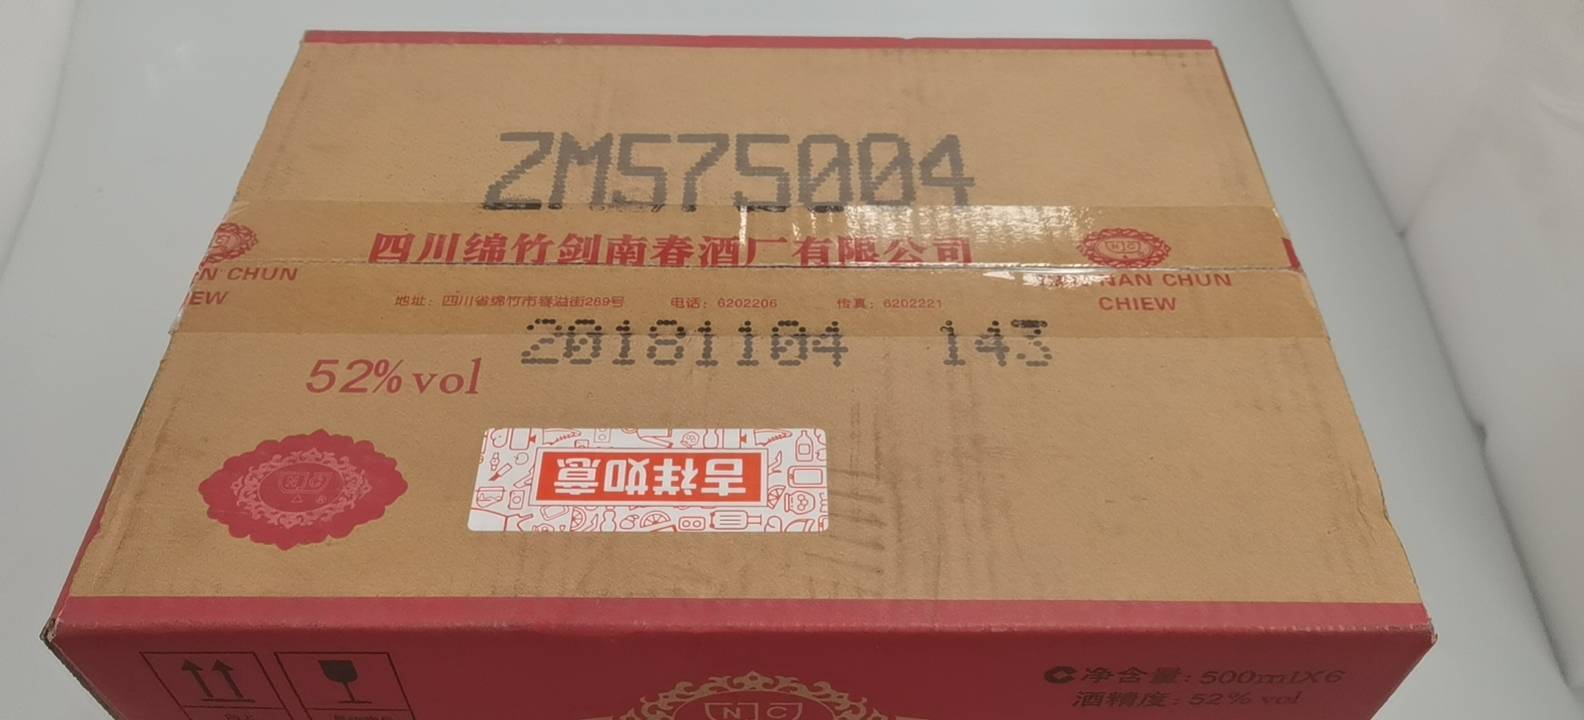 ZM575004
四川绵竹剑南春酒厂有限公司
N CHUN
EW
NAN CHUN
CHIEW
地址：四川省绵竹市春溢街289号 电话：6202206 传真：6202221
20181104 143
52%vol
吉祥如意
净含量：500mlX6
酒精度：52% vol
N C